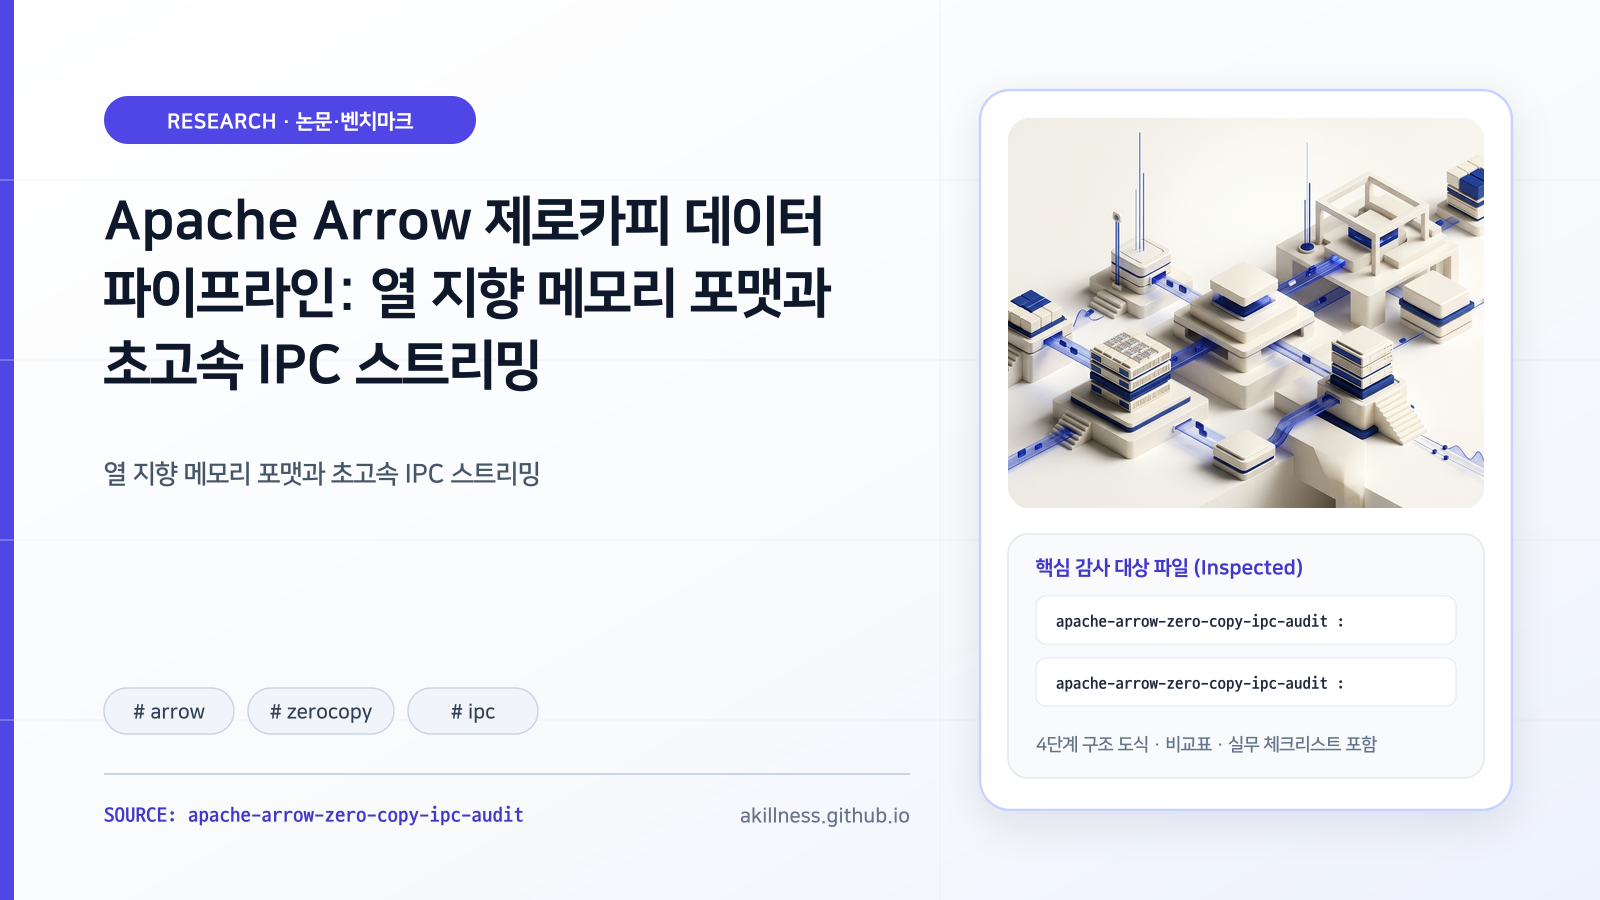 RESEARCH · 논문·벤치마크
Apache Arrow 제로카피 데이터
파이프라인: 열 지향 메모리 포맷과
초고속 IPC 스트리밍
열 지향 메모리 포맷과 초고속 IPC 스트리밍
# arrow
# zerocopy
# ipc
SOURCE: apache-arrow-zero-copy-ipc-audit
akillness.github.io
핵심 감사 대상 파일 (Inspected)
apache-arrow-zero-copy-ipc-audit :
apache-arrow-zero-copy-ipc-audit :
4단계 구조 도식 · 비교표 · 실무 체크리스트 포함